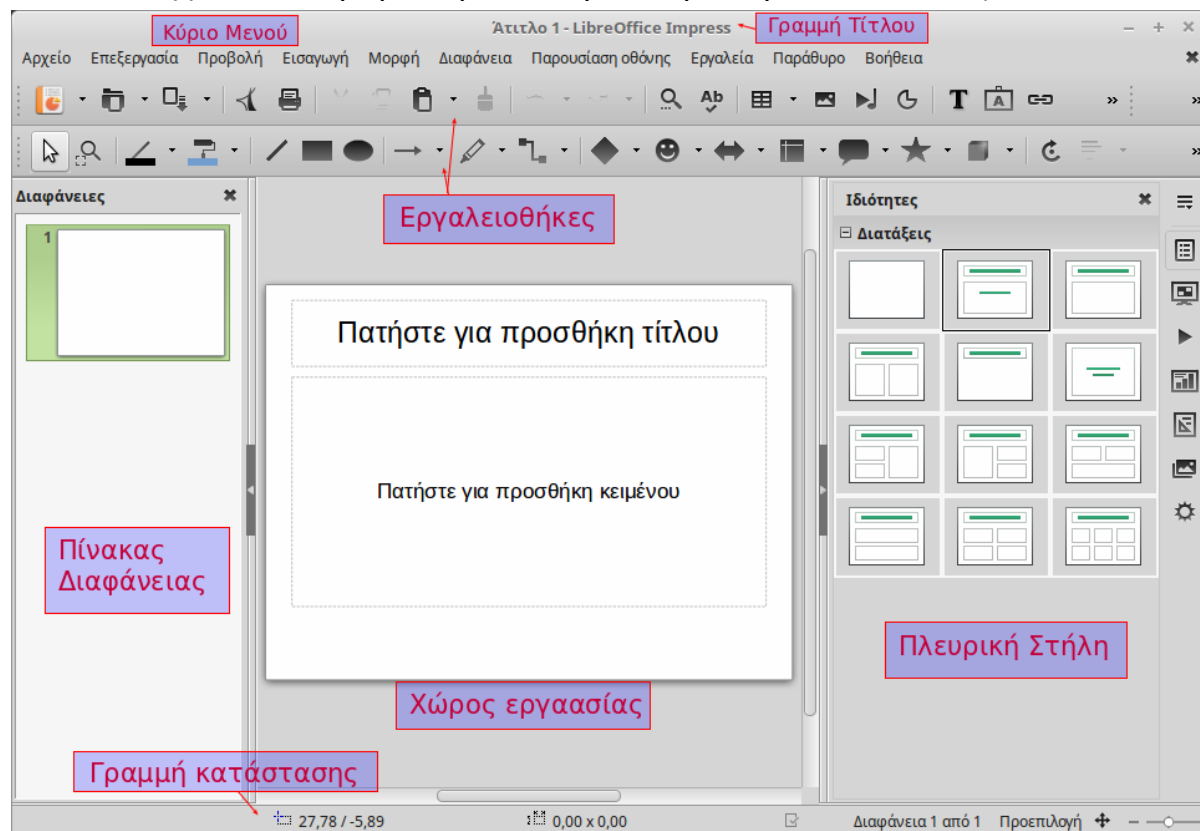 Κύριο Μενού
Άτιτλο 1 - LibreOffice Impress
Γραμμή Τίτλου
Αρχείο Επεξεργασία Προβολή Εισαγωγή Μορφή Διαφάνεια Παρουσίαση οθόνης Εργαλεία Παράθυρο Βοήθεια
Διαφάνειες
Εργαλειοθήκες
Ιδιότητες
Διατάξεις
1
Πατήστε για προσθήκη τίτλου
Πατήστε για προσθήκη κειμένου
Πίνακας
Διαφάνειας
Πλευρική Στήλη
Χώρος εργαασίας
Γραμμή κατάστασης
27,78 / -5,89
0,00 x 0,00
Διαφάνεια 1 από 1
Προεπιλογή